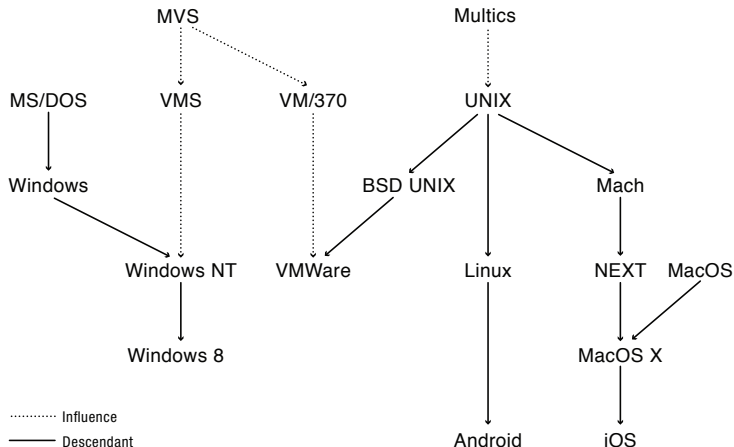 MVS Multics
MS/DOS VMS VM/370 UNIX
Windows BSD UNIX Mach
Windows NT VMWare Linux NEXT MacOS
Windows 8 MacOS X
Influence
Descendant Android iOS